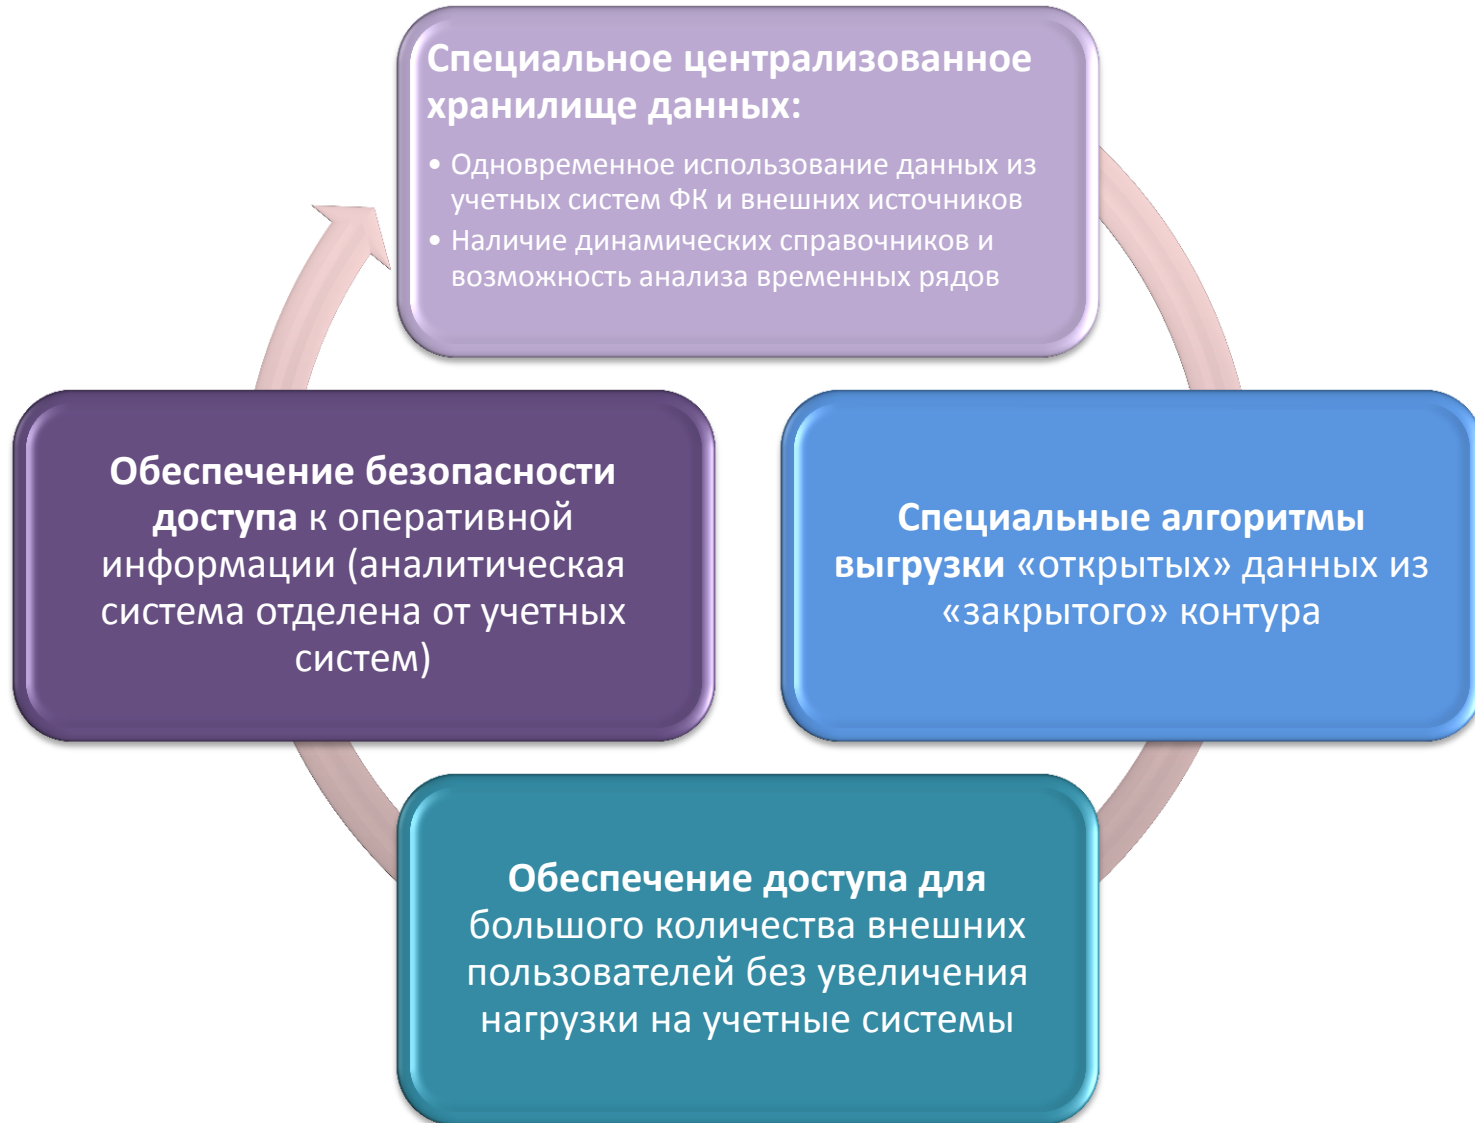 Специальное централизованное
хранилище данных:
• Одновременное использование данных из
учетных систем ФК и внешних источников
• Наличие динамических справочников и
возможность анализа временных рядов
Обеспечение безопасности
доступа к оперативной
информации (аналитическая
система отделена от учетных
систем)
Специальные алгоритмы
выгрузки «открытых» данных из
«закрытого» контура
Обеспечение доступа для
большого количества внешних
пользователей без увеличения
нагрузки на учетные системы